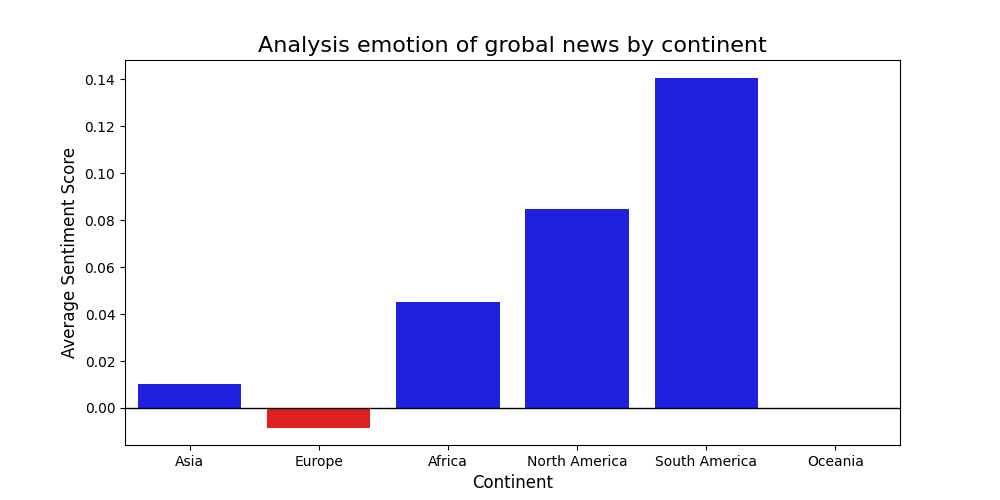 Analysis emotion of grobal news by continent
Average Sentiment Score
0.14
0.12
0.10
0.08
0.06
0.04
0.02
0.00
Asia Europe Africa North America South America Oceania
Continent